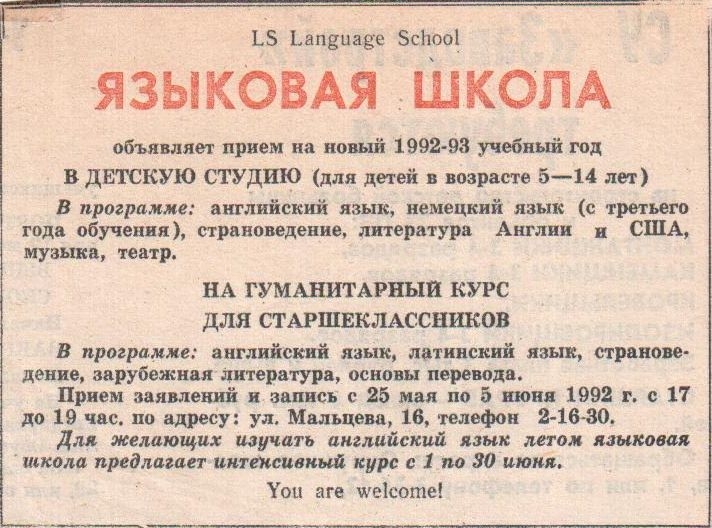 LS Language School
ЯЗЫКОВАЯ ШКОЛА
объявляет прием на новый 1992-93 учебный год
В ДЕТСКУЮ СТУДИЮ (для детей в возрасте 5—14 лет)
В программе: английский язык, немецкий язык (с третьего
года обучения), страноведение, литература Англии и США,
музыка, театр.
НА ГУМАНИТАРНЫЙ КУРС
ДЛЯ СТАРШЕКЛАССНИКОВ
В программе: английский язык, латинский язык, станове-
дение, зарубежная литература, основы перевода.
Прием заявлений и запись с 25 мая по 5 июня 1992 г. с 17
до 19 час. по адресу: ул. Мальцева, 16, телефон 2-16-30.
Для желающих изучать английский язык летом языковая
школа предлагает интенсивный курс с 1 по 30 июня.
You are welcome!